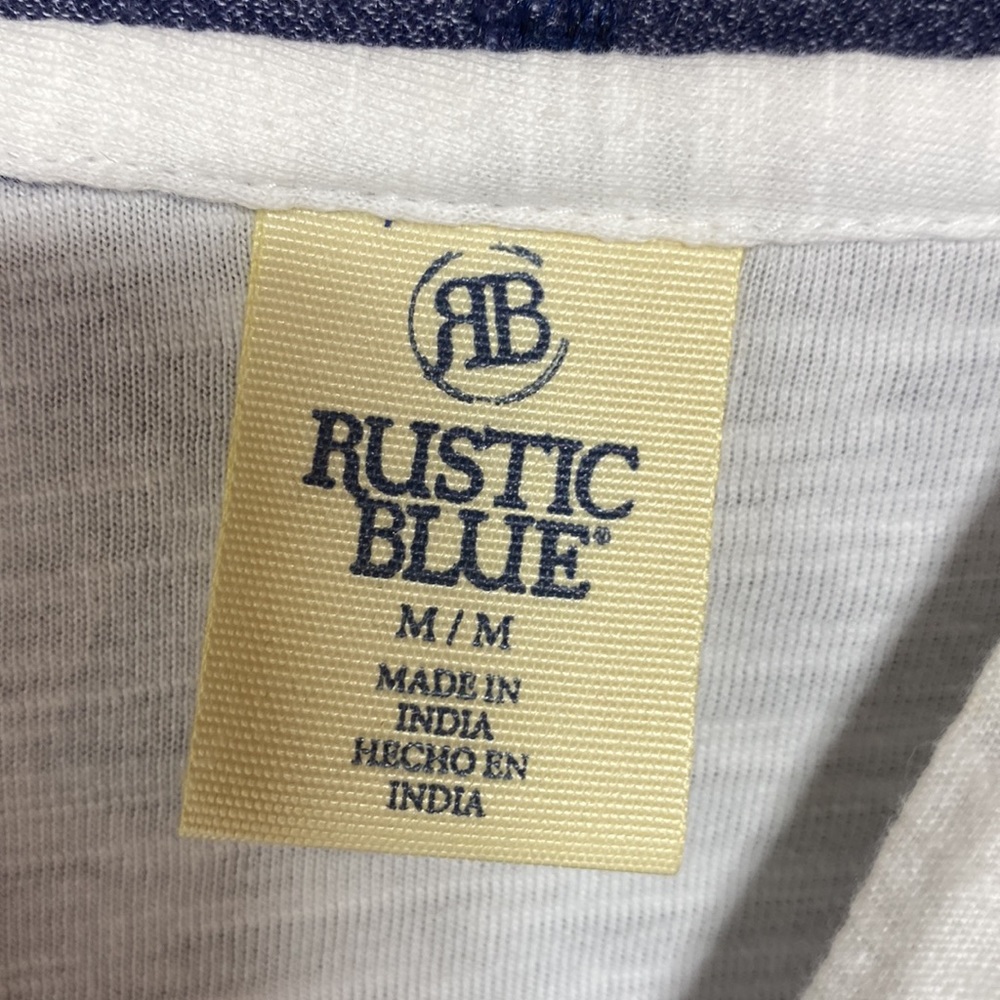 RB
RUSTIC
BLUE®
M / M
MADE IN
INDIA
HECHO EN
INDIA